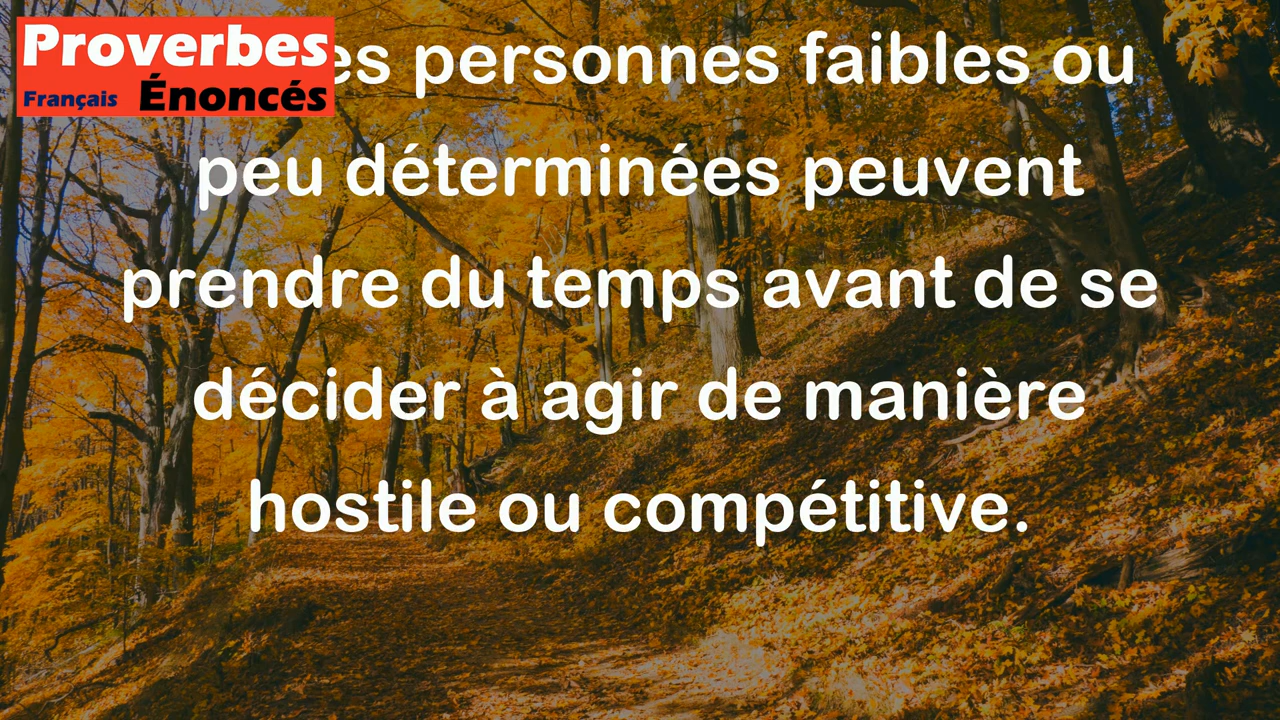 Proverbes
Français Énoncés
es personnes faibles ou
peu déterminées peuvent
prendre du temps avant de se
décider à agir de manière
hostile ou compétitive.